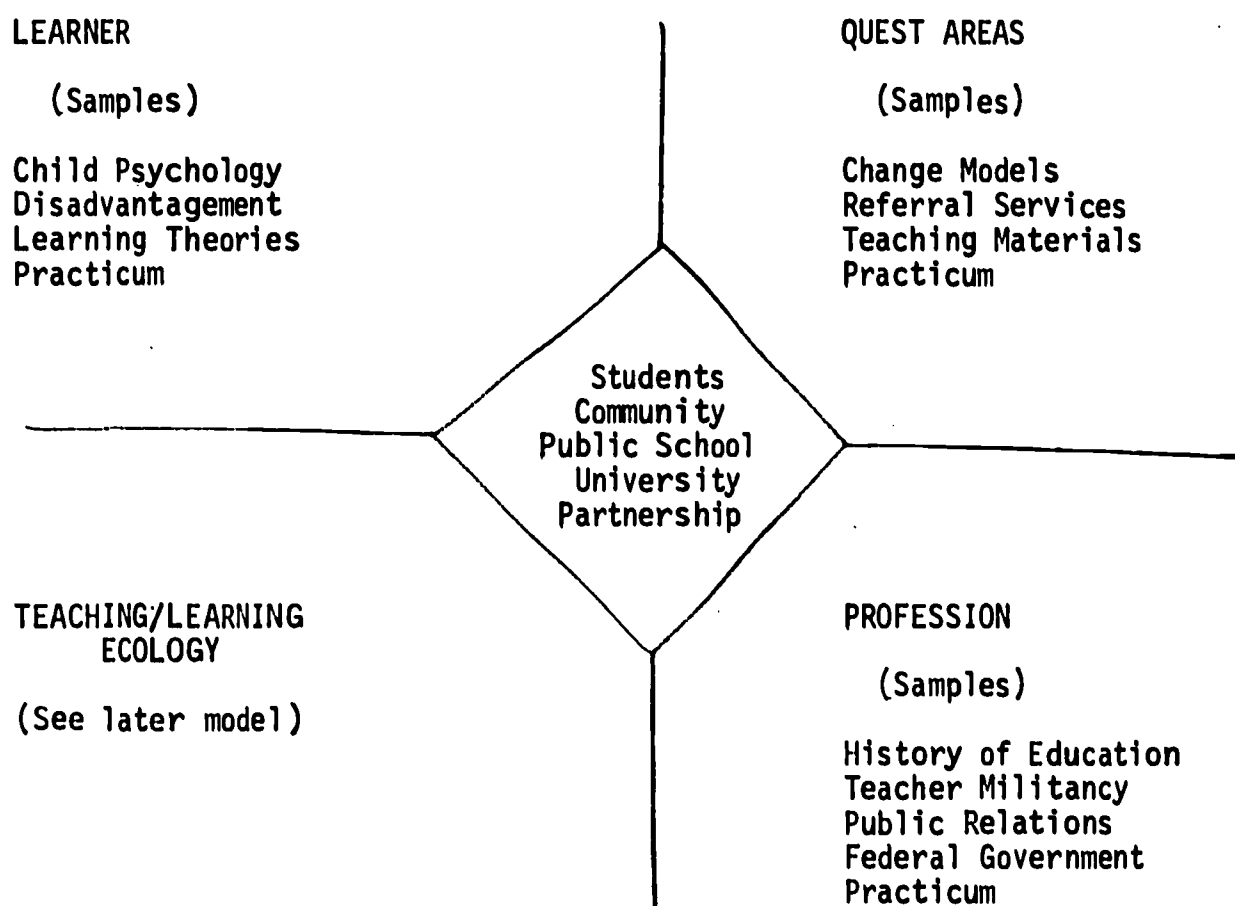 LEARNER
(Samples)
Child Psychology
Disadvantagement
Learning Theories
Practicum
QUEST AREAS
(Samples)
Change Models
Referral Services
Teaching Materials
Practicum
Students
Community
Public School
University
Partnership
TEACHING/LEARNING
ECOLOGY
(See later model)
PROFESSION
(Samples)
History of Education
Teacher Militancy
Public Relations
Federal Government
Practicum